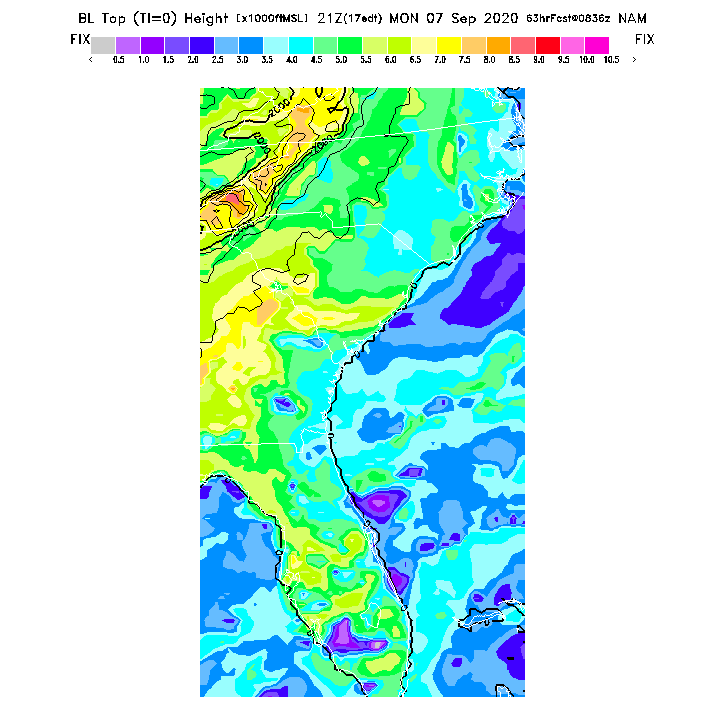 BL Top (TI=0) Height [x1000ftMSL] 21Z(17edt) MON 07 Sep 2020 63hrFcst@0836z NAM
FIX FIX
< 0.5 1.0 1.5 2.0 2.5 3.0 3.5 4.0 4.5 5.0 5.5 6.0 6.5 7.0 7.5 8.0 8.5 9.0 9.5 10.0 10.5 >
2000
2000